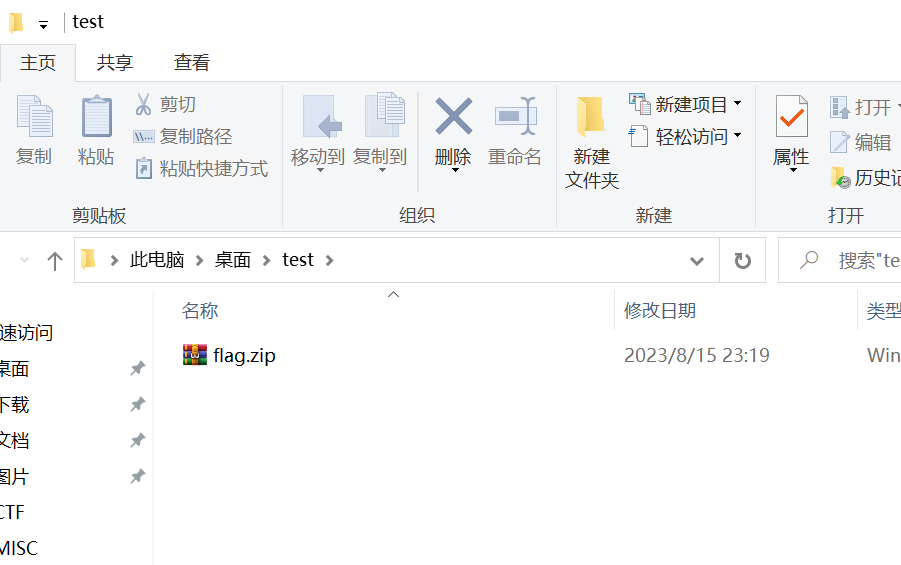 test
主页 共享 查看
复制
粘贴
剪切
复制路径
粘贴快捷方式
剪贴板
移动到 复制到
删除 重命名
组织
新建
文件夹
新建项目
轻松访问
新建
属性
打开
编辑
历史记
打开
此电脑 桌面 test
搜索"te
名称 修改日期 类型
速访问
flag.zip 2023/8/15 23:19 Win
桌面
下载
文档
图片
CTF
MISC